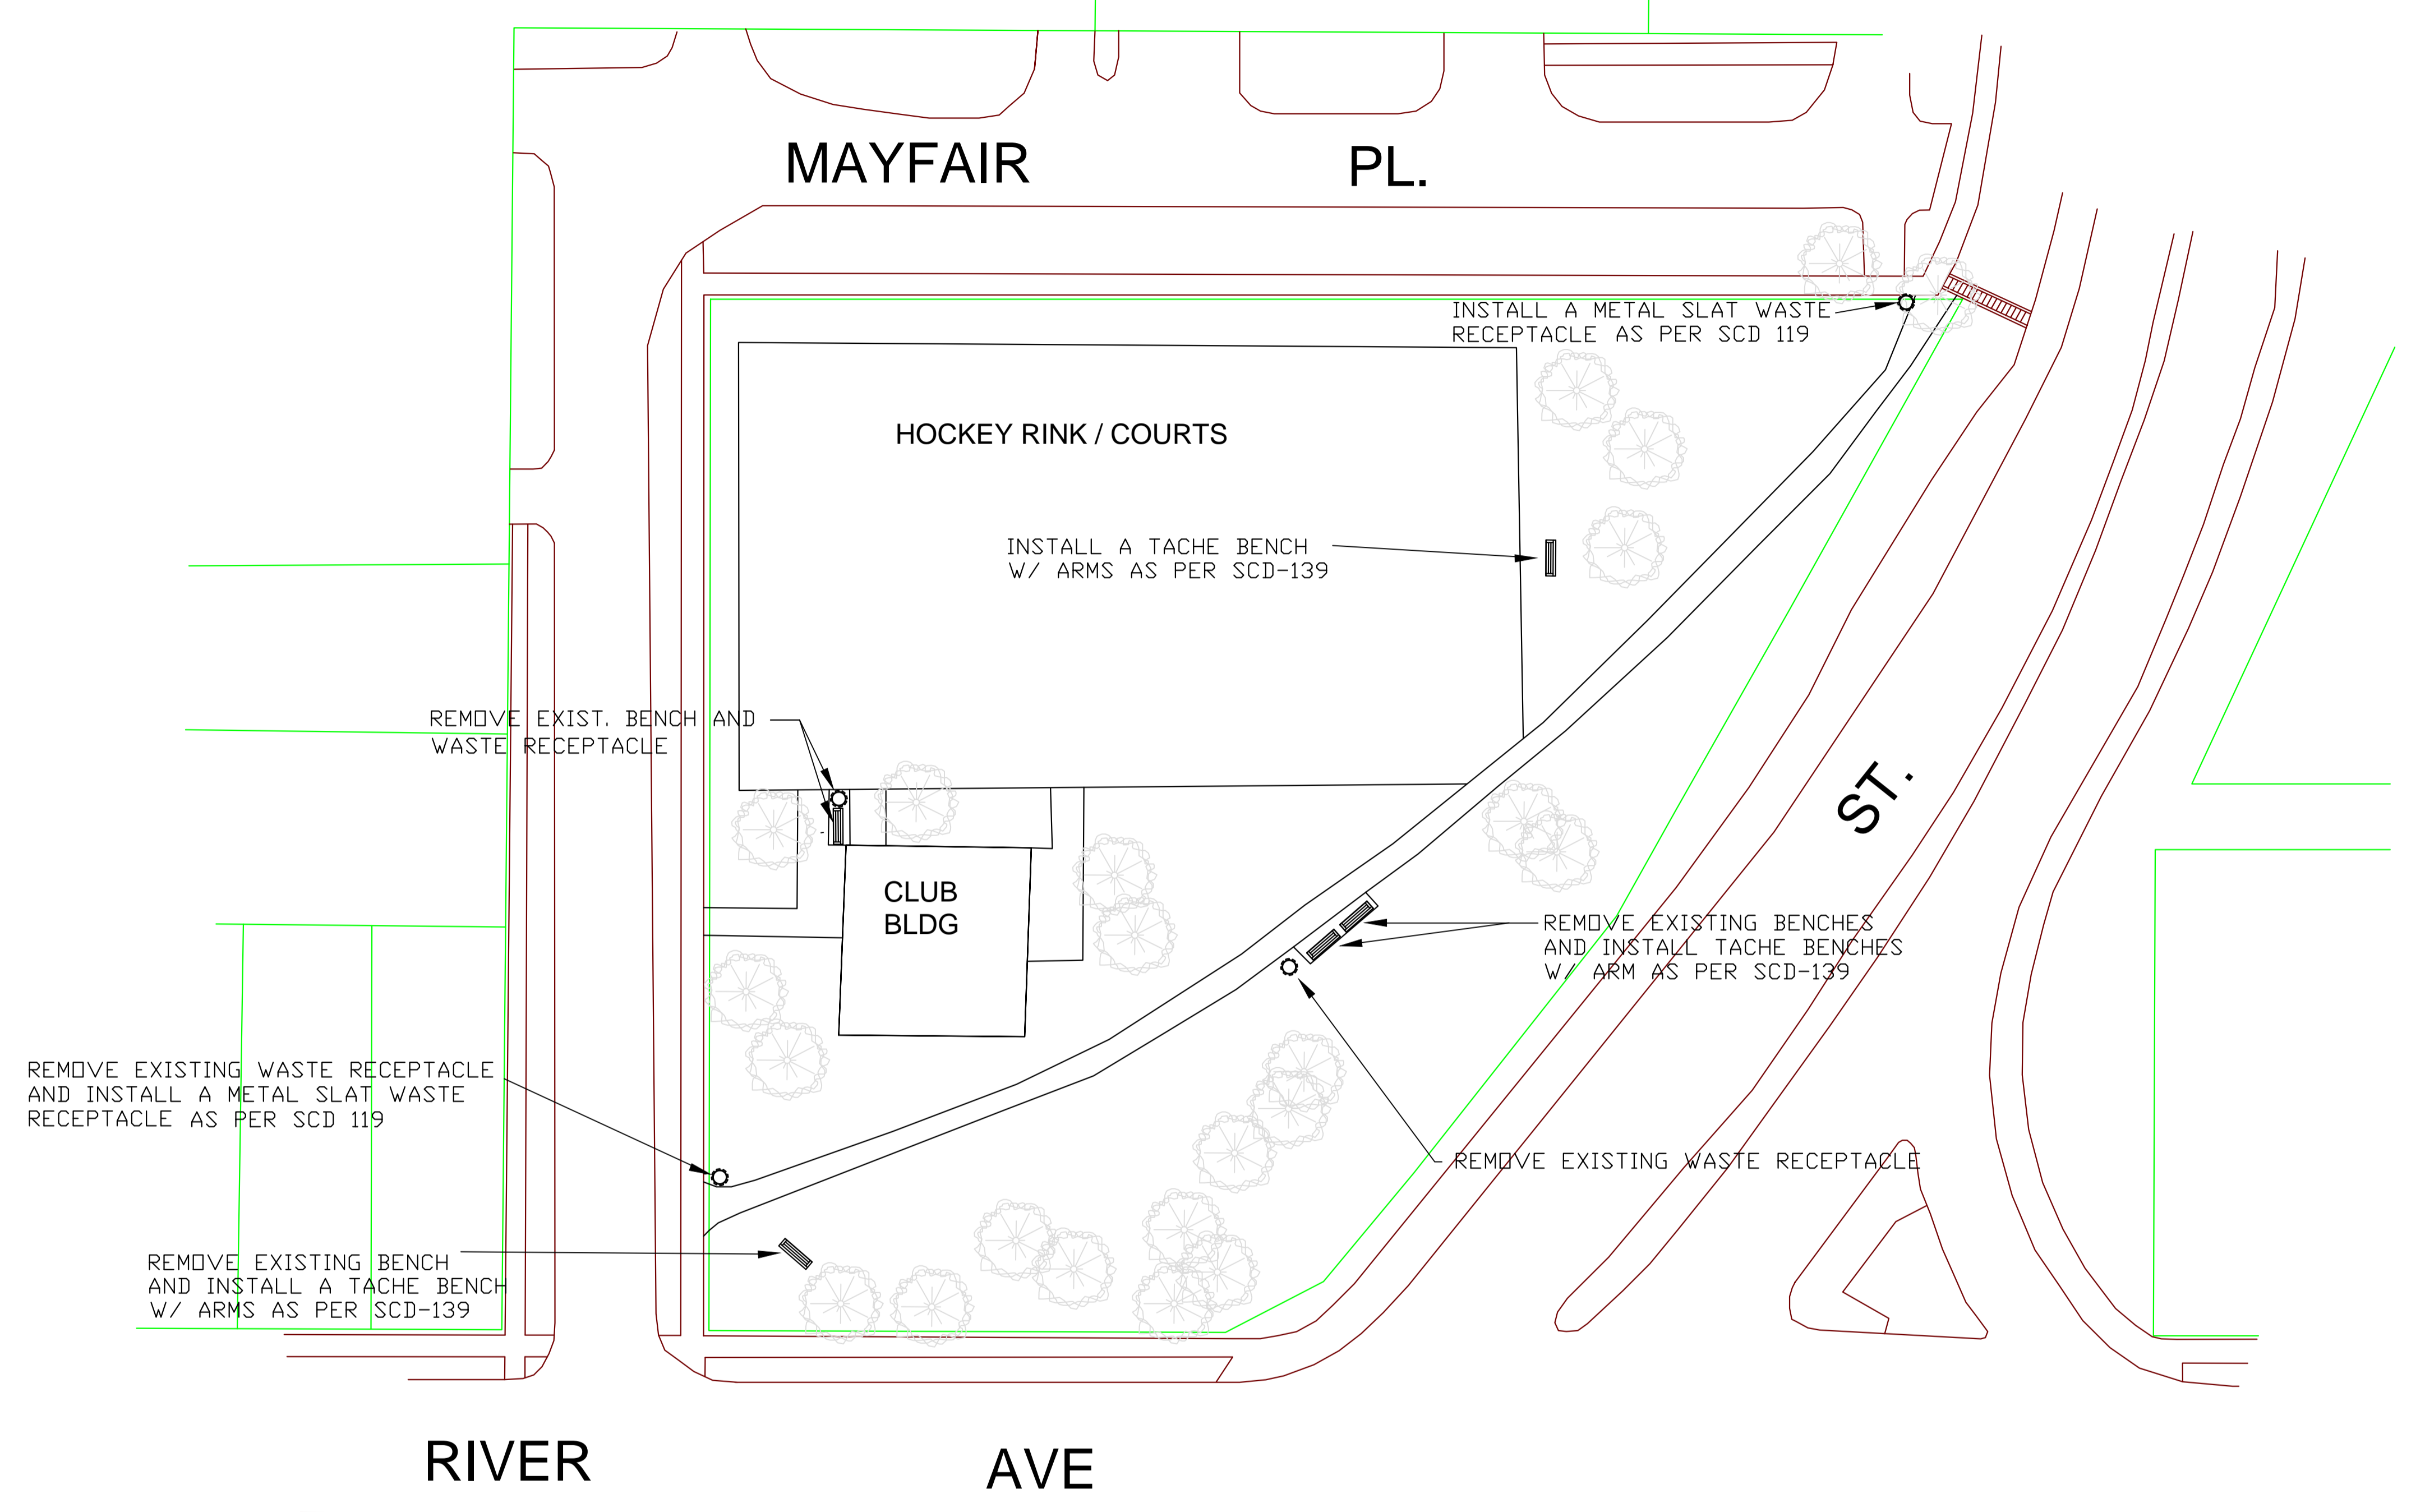 MAYFAIR PL.
INSTALL A METAL SLAT WASTE
RECEPTACLE AS PER SCD 119
HOCKEY RINK / COURTS
INSTALL A TACHE BENCH
W/ ARMS AS PER SCD-139
REMOVE EXIST. BENCH AND
WASTE RECEPTACLE
ST.
CLUB
BLDG
REMOVE EXISTING BENCHES
AND INSTALL TACHE BENCHES
W/ ARM AS PER SCD-139
REMOVE EXISTING WASTE RECEPTACLE
AND INSTALL A METAL SLAT WASTE
RECEPTACLE AS PER SCD 119
REMOVE EXISTING WASTE RECEPTACLE
REMOVE EXISTING BENCH
AND INSTALL A TACHE BENCH
W/ ARMS AS PER SCD-139
RIVER AVE